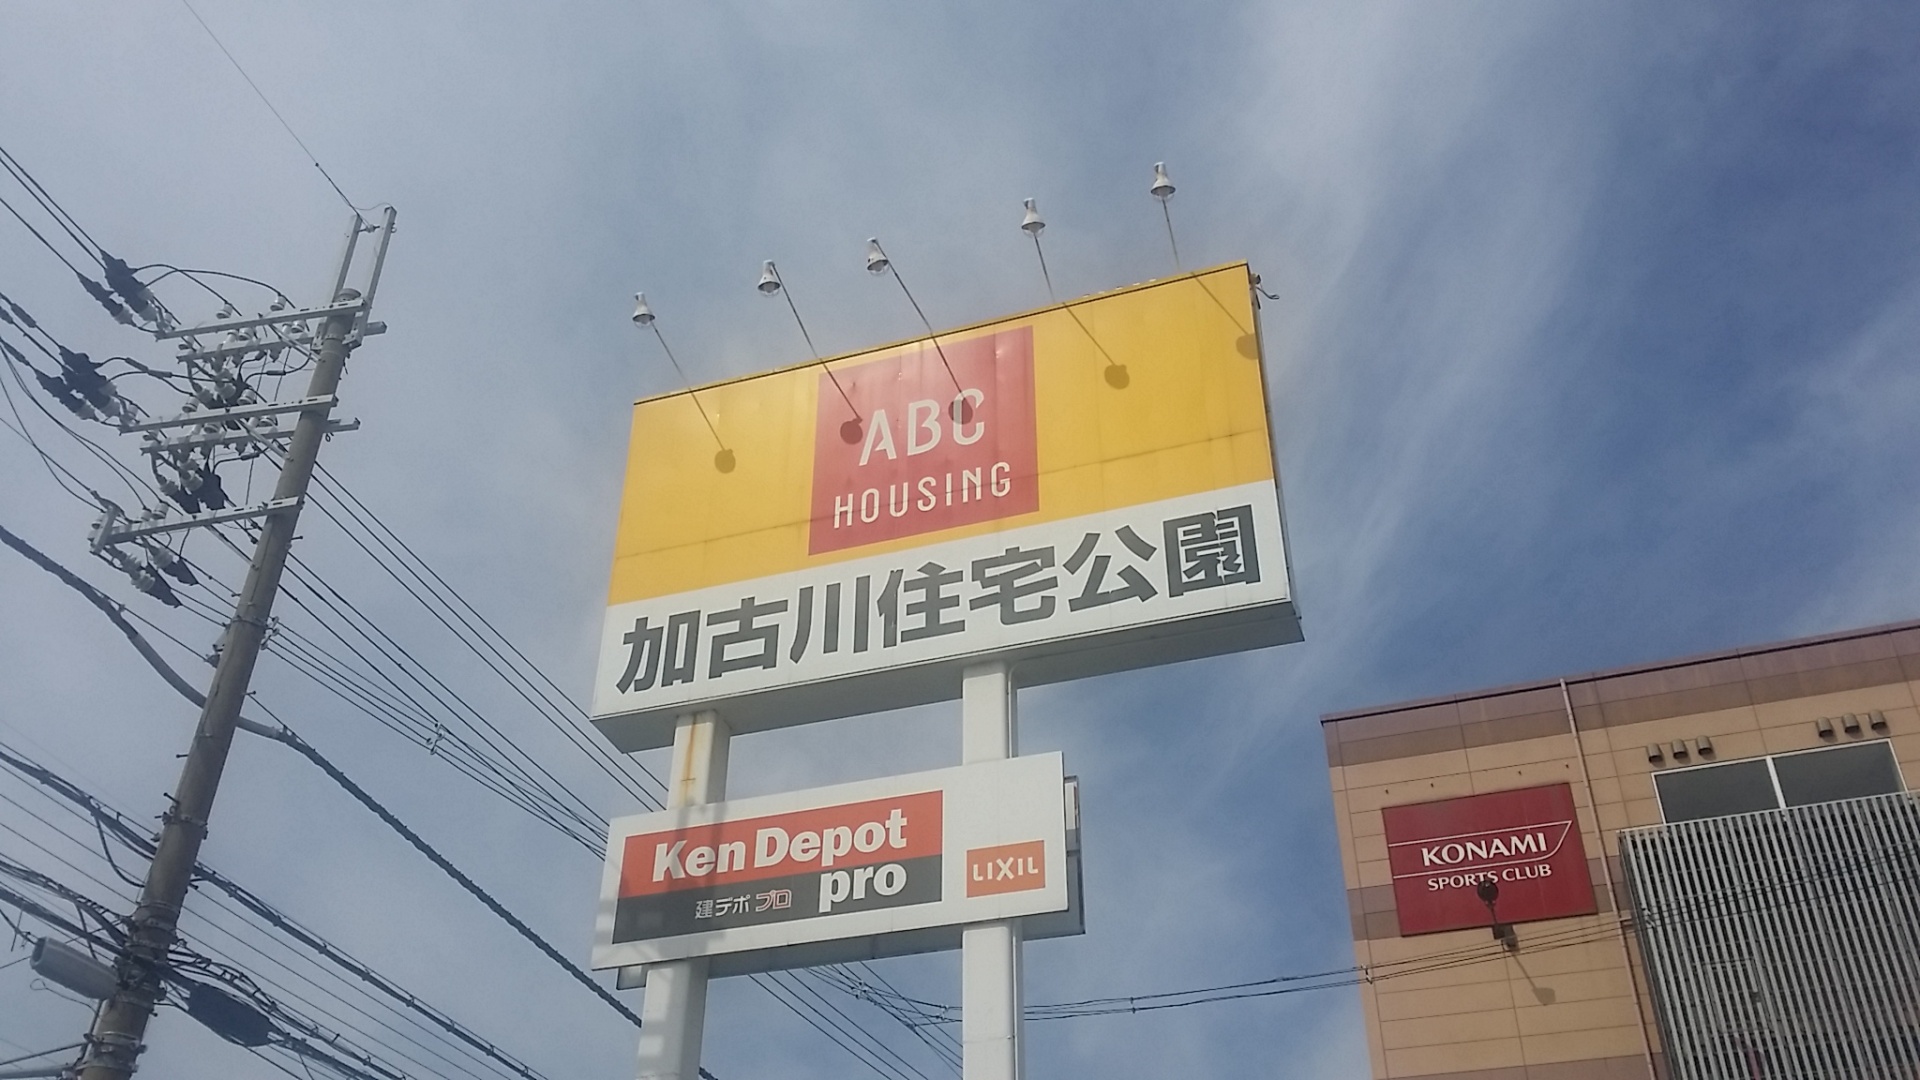 ABC
HOUSING
加古川住宅公園
Ken Depot
建デポ プロ pro
LIXIL
KONAMI
SPORTS CLUB